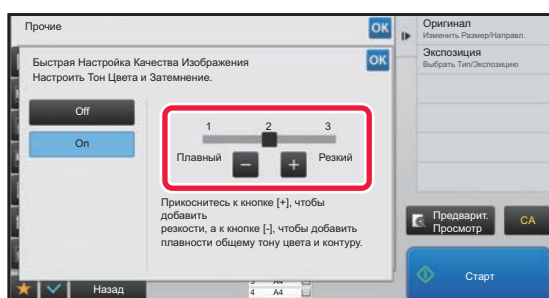 Прочие
OK
Быстрая Настройка Качества Изображения
Настроить Тон Цвета и Затемнение.
OK
Off
On
1 2 3
Плавный − + Резкий
Прикоснитесь к кнопке [+], чтобы
добавить
резкости, а к кнопке [-], чтобы добавить
плавности общему тону цвета и контуру.
Назад
4 A4
Оригинал
Изменить Размер/Направл.
Экспозиция
Выбрать Тип/Экспозицию
Предварит.
Просмотр
CA
Старт